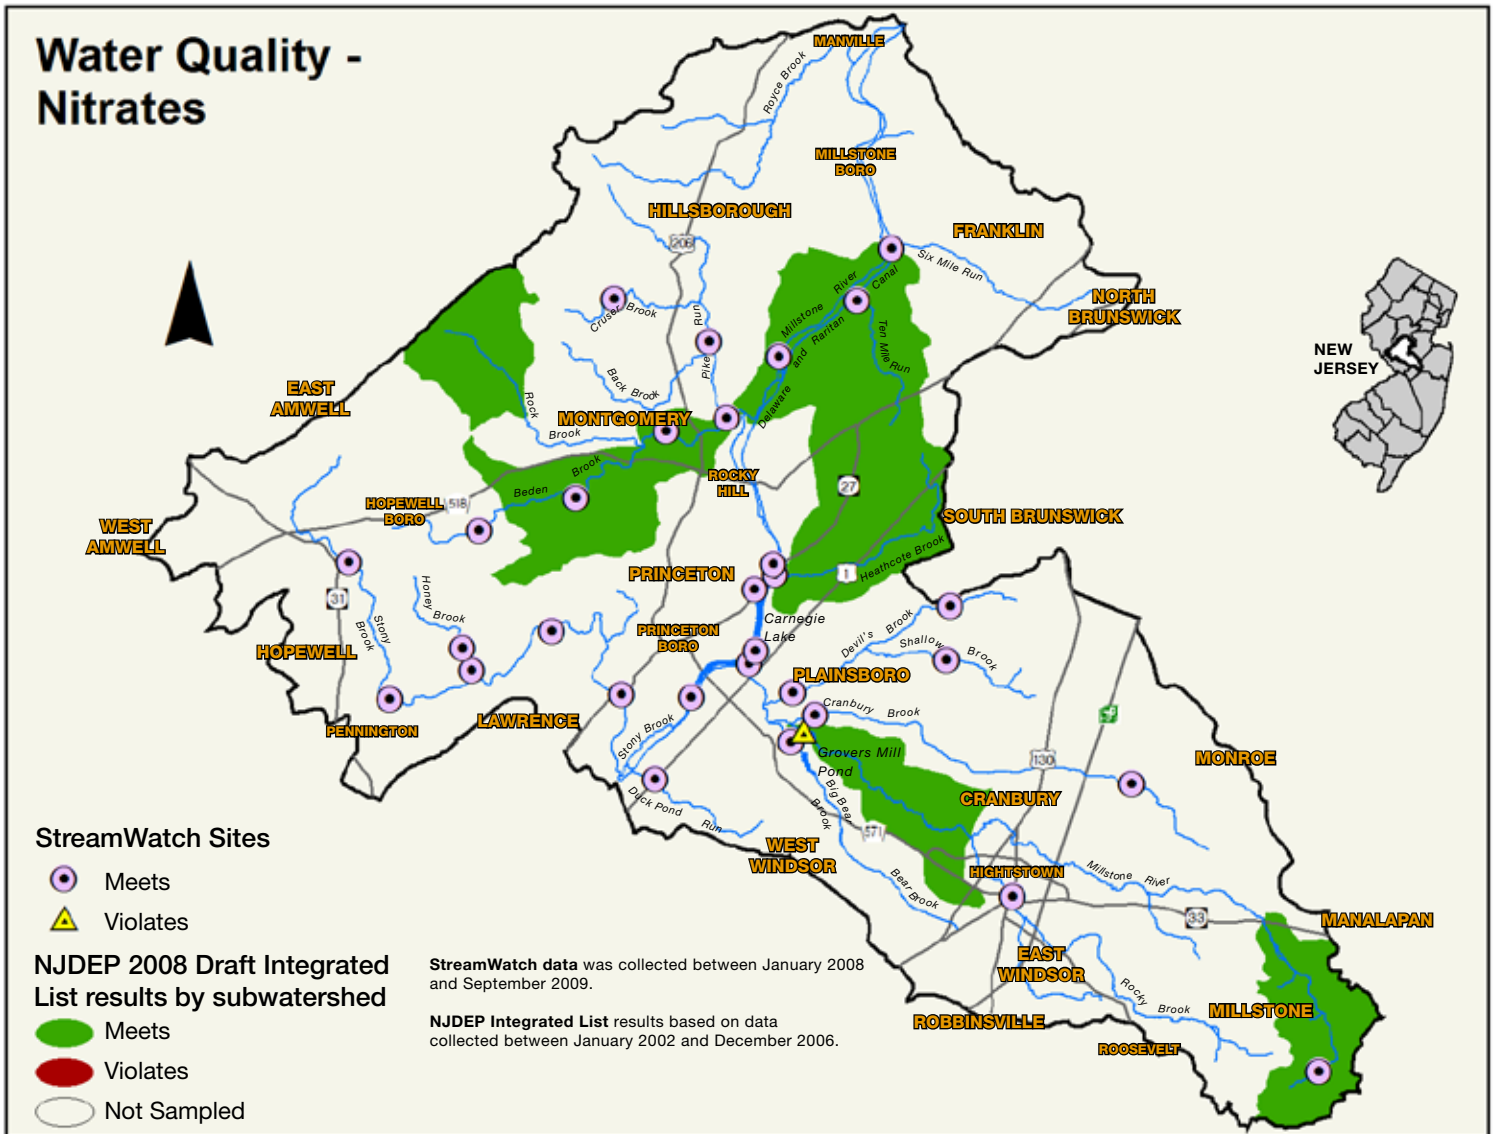 Water Quality -
Nitrates
MANVILLE
Royce Brook
MILLSTONE
BORO
HILLSBOROUGH
206
FRANKLIN
Six Mile Run
NORTH
BRUNSWICK
Cruser Brook
Run
Pike
Millstone River
and Raritan Canal
Delaware
Ten Mile Run
NEW
JERSEY
Back Brook
EAST
AMWELL
Rock
Brook
MONTGOMERY
Beden Brook
ROCKY
HILL
27
HOPEWELL
BORO
518
WEST
AMWELL
SOUTH BRUNSWICK
Heathcote Brook
1
PRINCETON
31
Honey Brook
Stony
Brook
HOPEWELL
Carnegie
Lake
PRINCETON
BORO
Devil's Brook
Shallow Brook
PLAINSBORO
PENNINGTON
LAWRENCE
Stony Brook
Cranbury Brook
Grovers Mill
Pond
130
MONROE
Big Bear
Brook
CRANBURY
Duck Pond Run
571
WEST
WINDSOR
Bear Brook
HIGHTSTOWN
Millstone River
33
MANALAPAN
EAST
WINDSOR
Rocky Brook
MILLSTONE
ROBBINSVILLE
ROOSEVELT
StreamWatch Sites
Meets
Violates
NJDEP 2008 Draft Integrated
List results by subwatershed
Meets
Violates
Not Sampled
StreamWatch data was collected between January 2008
and September 2009.
NJDEP Integrated List results based on data
collected between January 2002 and December 2006.